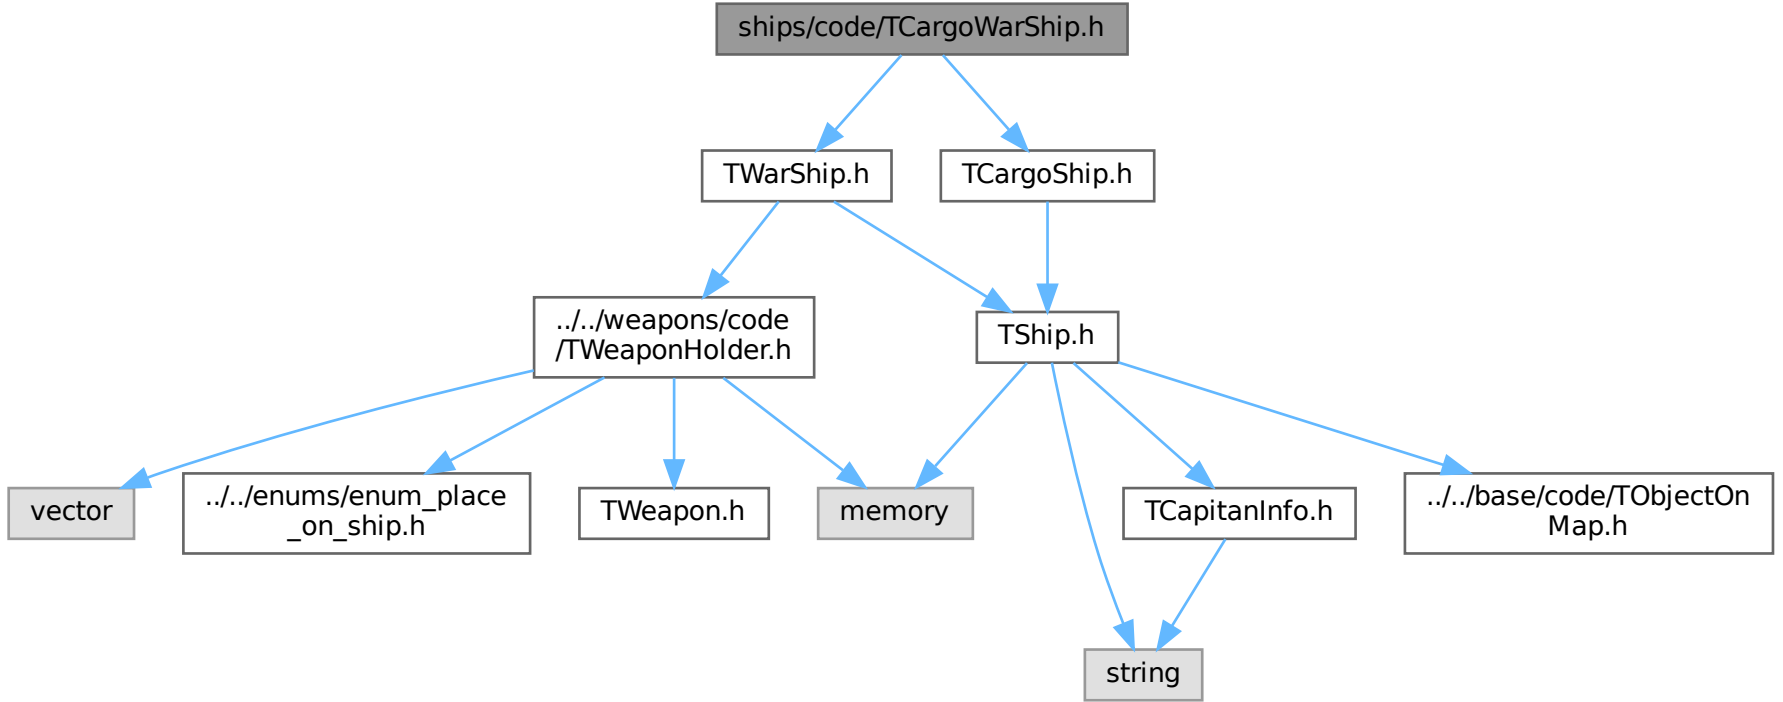 ships/code/TCargoWarShip.h
TWarShip.h
TCargoShip.h
../../weapons/code
/TWeaponHolder.h
TShip.h
vector
../../enums/enum_place
_on_ship.h
TWeapon.h
memory
TCapitanInfo.h
../../base/code/TObjectOn
Map.h
string